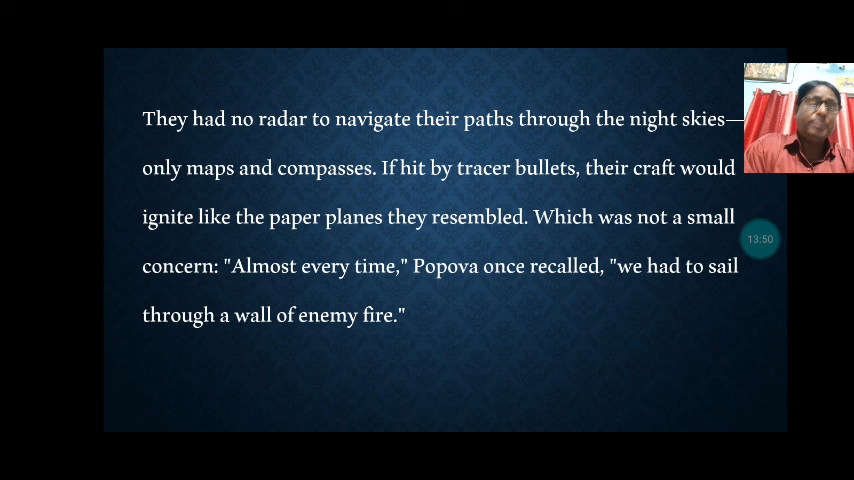 They had no radar to navigate their paths through the night skies—
only maps and compasses. If hit by tracer bullets, their craft would
ignite like the paper planes they resembled. Which was not a small
concern: "Almost every time," Popova once recalled, "we had to sail
through a wall of enemy fire."
13:50